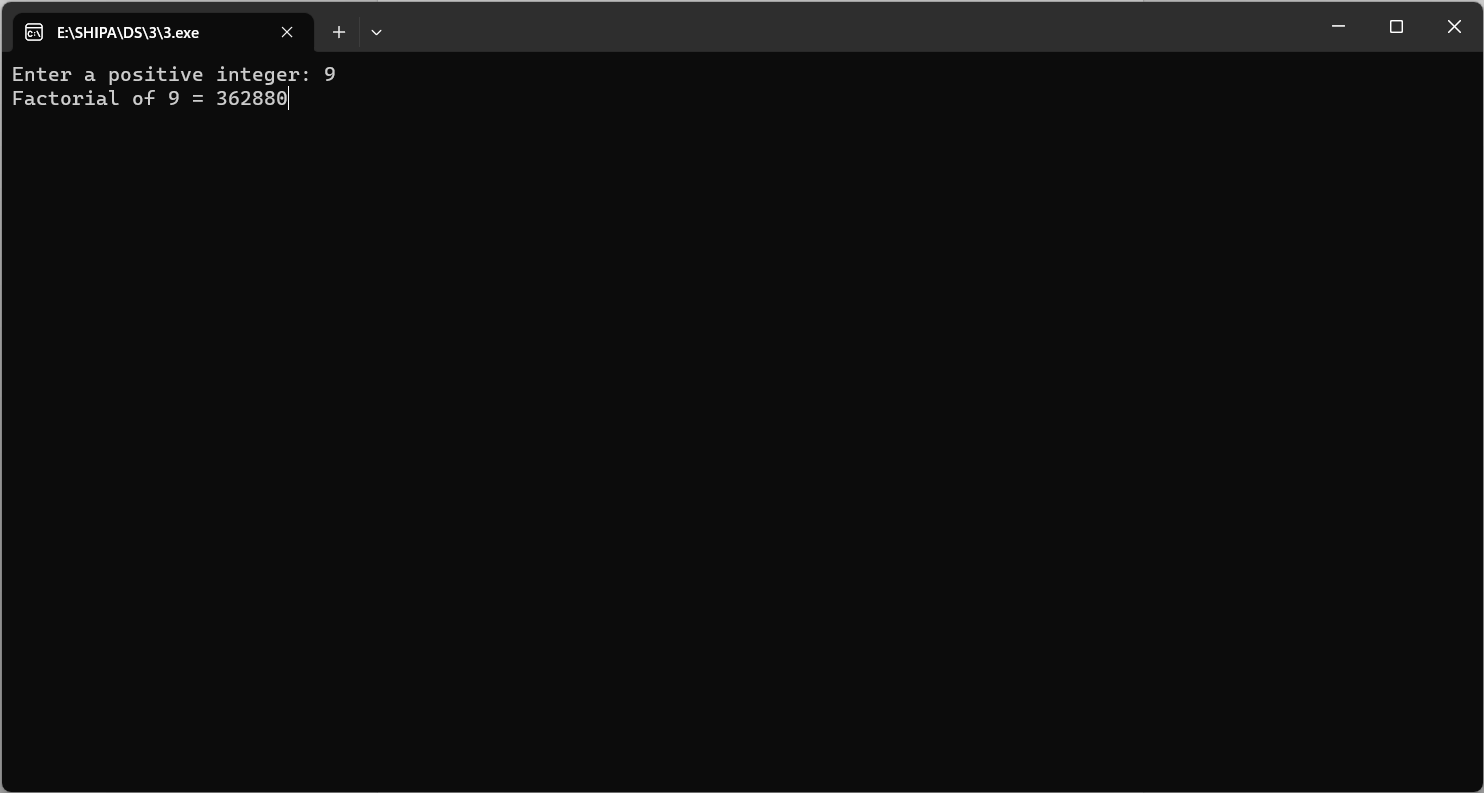 E:\SHIPA\DS\3\3.exe
Enter a positive integer: 9
Factorial of 9 = 362880